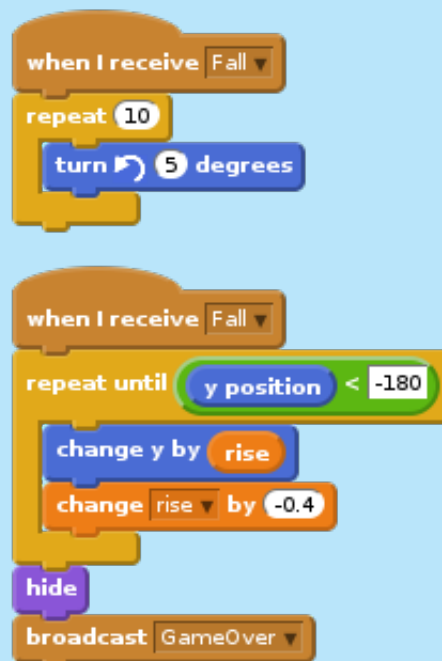 when I receive Fall
repeat 10
turn 5 degrees
when I receive Fall
repeat until y position < -180
change y by rise
change rise by -0.4
hide
broadcast GameOver